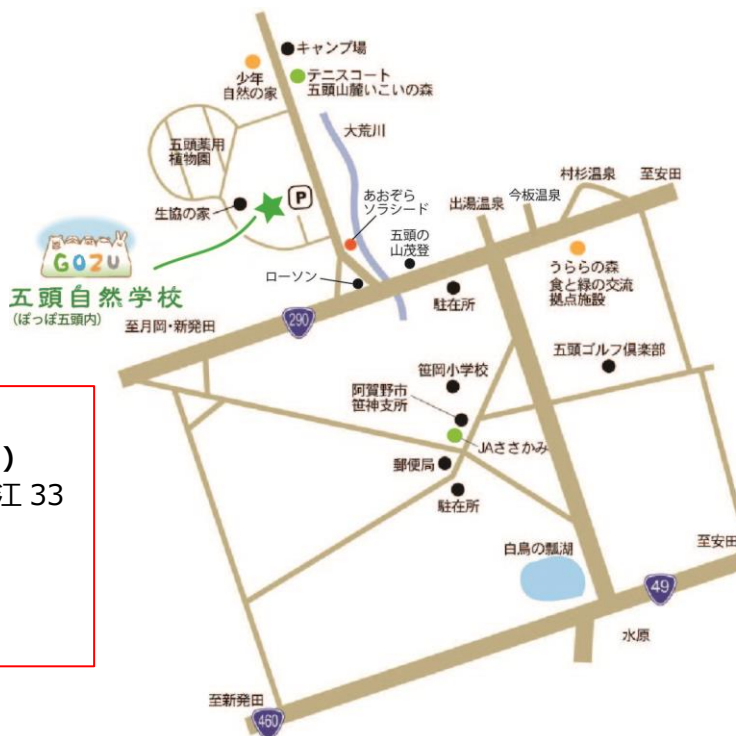 キャンプ場
少年
自然の家
テニスコート
五頭山麓いこいの森
大荒川
五頭薬用
植物園
P
生協の家
あおぞら
ソラシード
五頭の
山茂登
出湯温泉
今板温泉
村杉温泉
至安田
GOZU
五頭自然学校
(ぽっぽ五頭内)
ローソン
駐在所
うららの森
食と緑の交流
拠点施設
至月岡・新発田
290
笹岡小学校
五頭ゴルフ倶楽部
阿賀野市
笹神支所
JAささかみ
郵便局
駐在所
)
江 33
白鳥の瓢湖
至安田
49
水原
至新発田
460